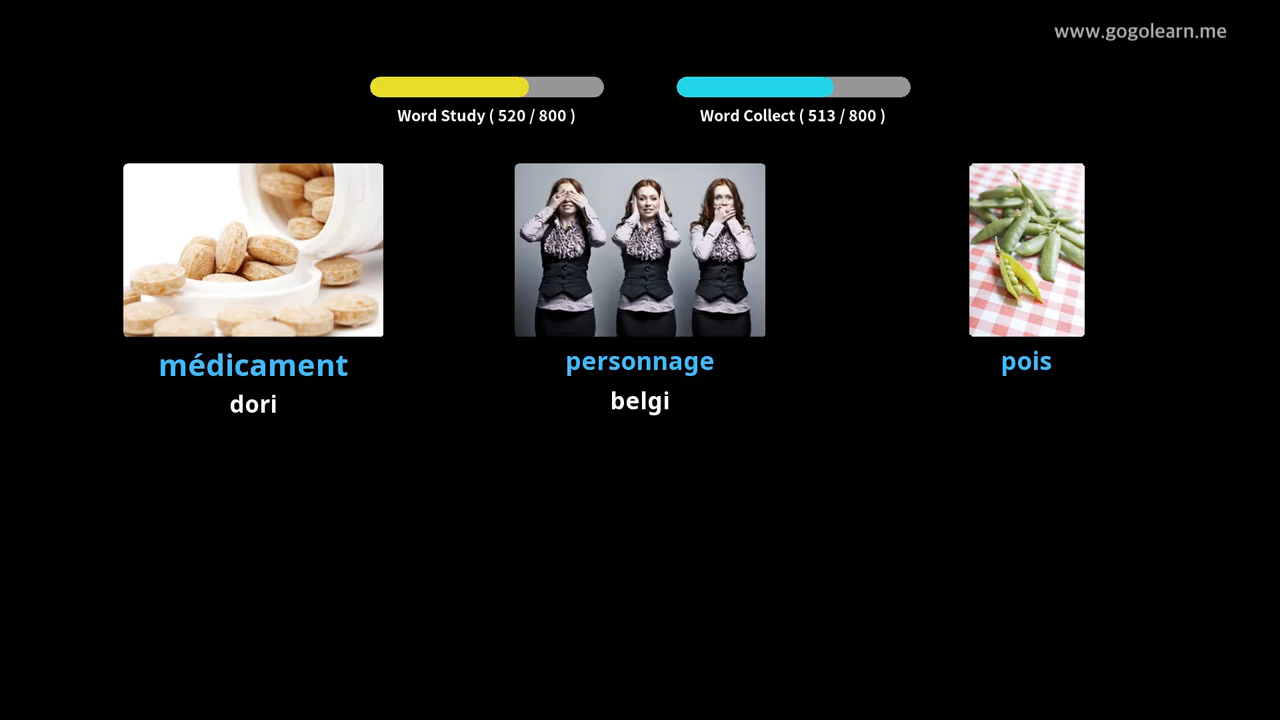 www.gogolearn.me
Word Study ( 520 / 800 )
Word Collect ( 513 / 800 )
médicament
personnage
pois
dori
belgi